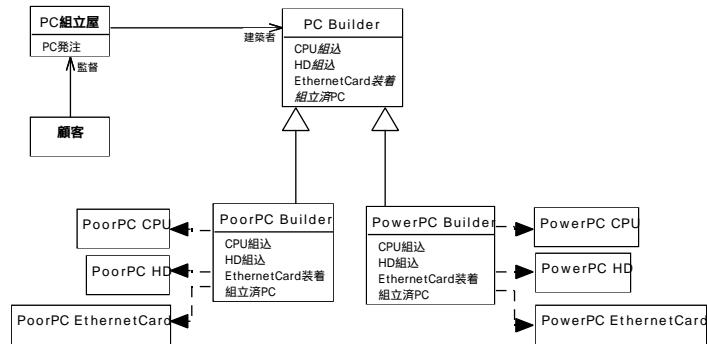 PC組立屋
PC発注
監督
顧客
建築者
PC Builder
CPU組込
HD組込
EthernetCard装着
組立済PC
PoorPC CPU
PoorPC HD
PoorPC EthernetCard
PoorPC Builder
CPU組込
HD組込
EthernetCard装着
組立済PC
PowerPC Builder
CPU組込
HD組込
EthernetCard装着
組立済PC
PowerPC CPU
PowerPC HD
PowerPC EthernetCard